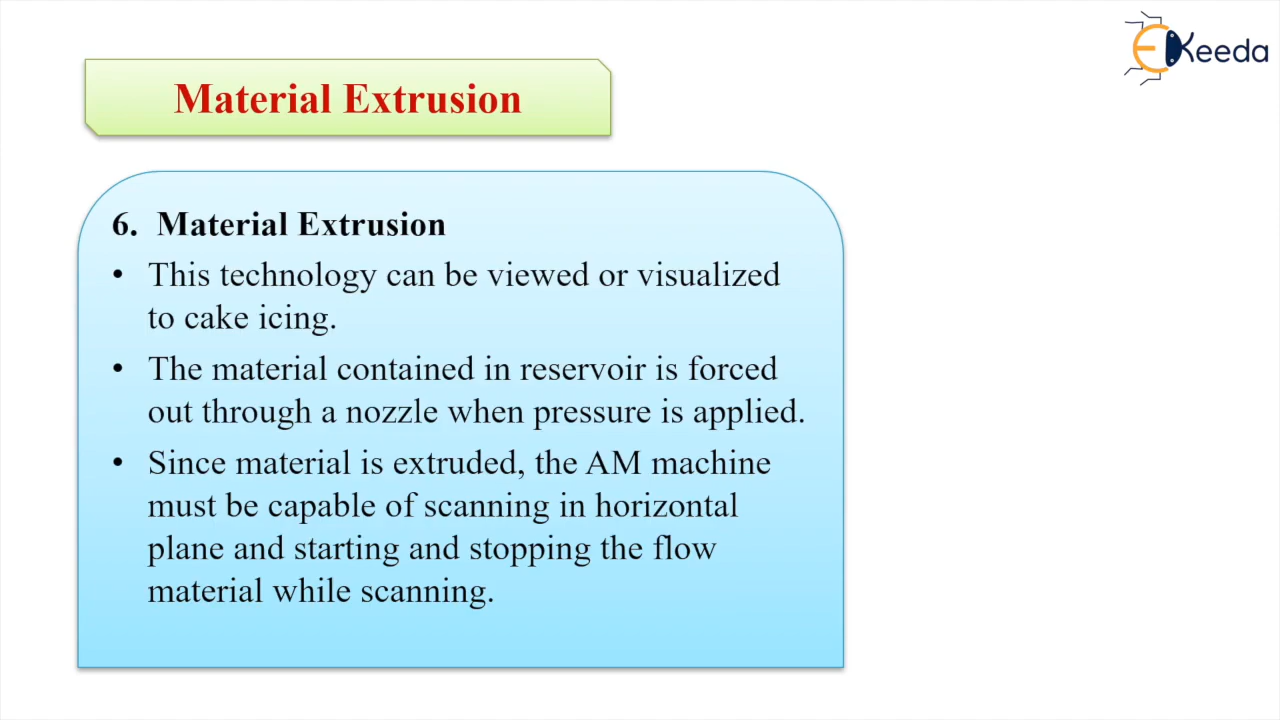 EKeeda
Material Extrusion
6. Material Extrusion
• This technology can be viewed or visualized
to cake icing.
• The material contained in reservoir is forced
out through a nozzle when pressure is applied.
• Since material is extruded, the AM machine
must be capable of scanning in horizontal
plane and starting and stopping the flow
material while scanning.